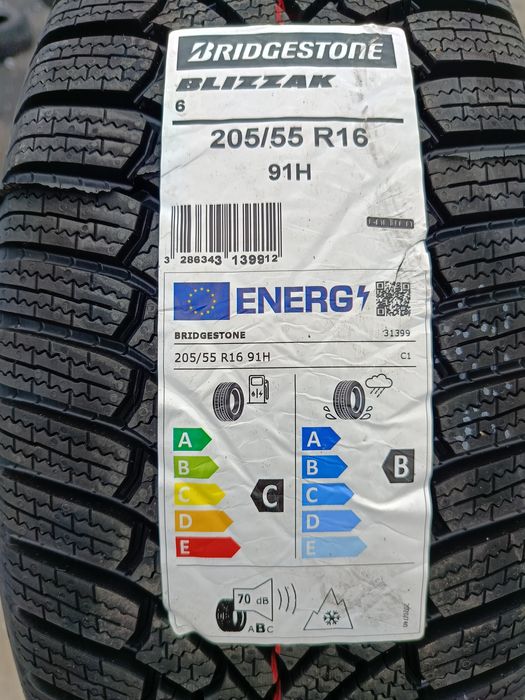 BRIDGESTONE
BLIZZAK
6
205/55 R16
91H
3 286343 139912
ENERG
BRIDGESTONE 31399
205/55 R16 91H C1
A A
B B B
C C C
D D
E E
70 dB
ABC